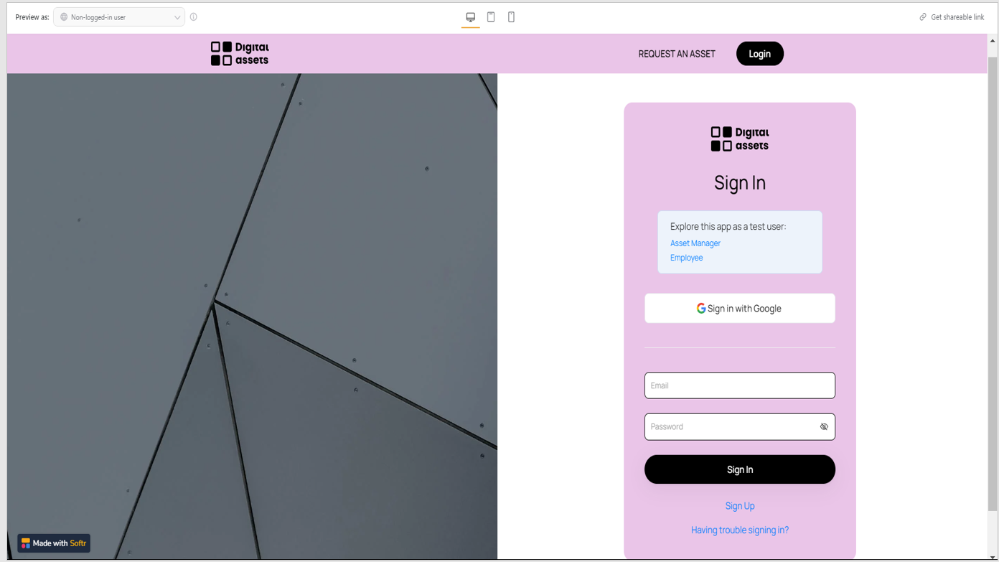 Preview as:
Non-logged-in user
Get shareable link
Digital
assets
REQUEST AN ASSET
Login
Digital
assets
Sign In
Explore this app as a test user:
Asset Manager
Employee
Sign in with Google
Email
Password
Sign In
Sign Up
Having trouble signing in?
Made with Softr